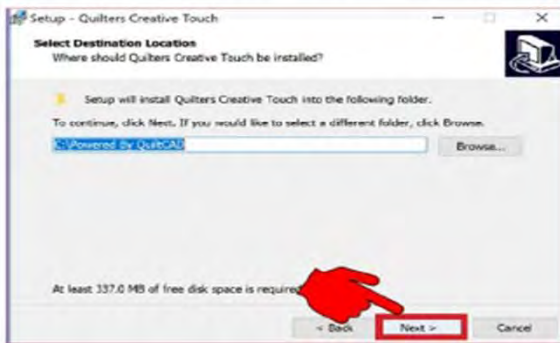 Setup - Quilters Creative Touch
Select Destination Location
Where should Quilters Creative Touch be installed?
Setup will install Quilters Creative Touch into the following folder.
To continue, click Next. If you would like to select a different folder, click Browse.
C:\Powered By QuiltCAD
Browse...
At least 337.0 MB of free disk space is required
< Back
Next >
Cancel